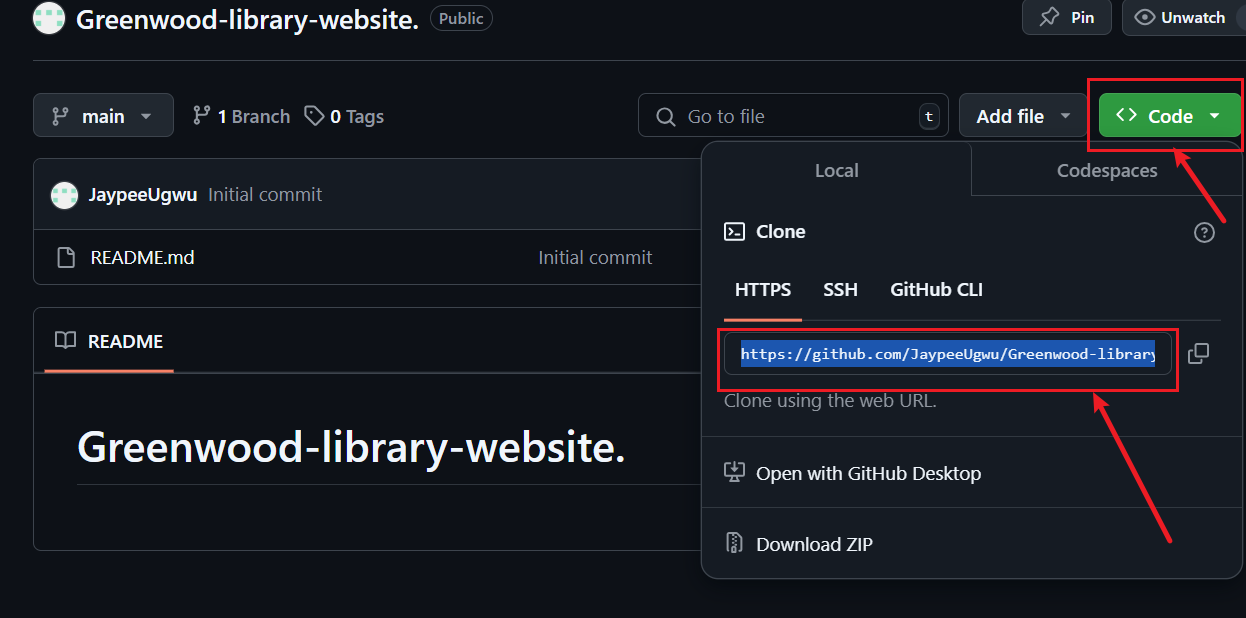 Greenwood-library-website. Public
Pin Unwatch
main 1 Branch 0 Tags Go to file t Add file <> Code
JaypeeUgwu Initial commit
README.md Initial commit
README
Greenwood-library-website.
Local Codespaces
Clone
HTTPS SSH GitHub CLI
https://github.com/JaypeeUgwu/Greenwood-library
Clone using the web URL.
Open with GitHub Desktop
Download ZIP